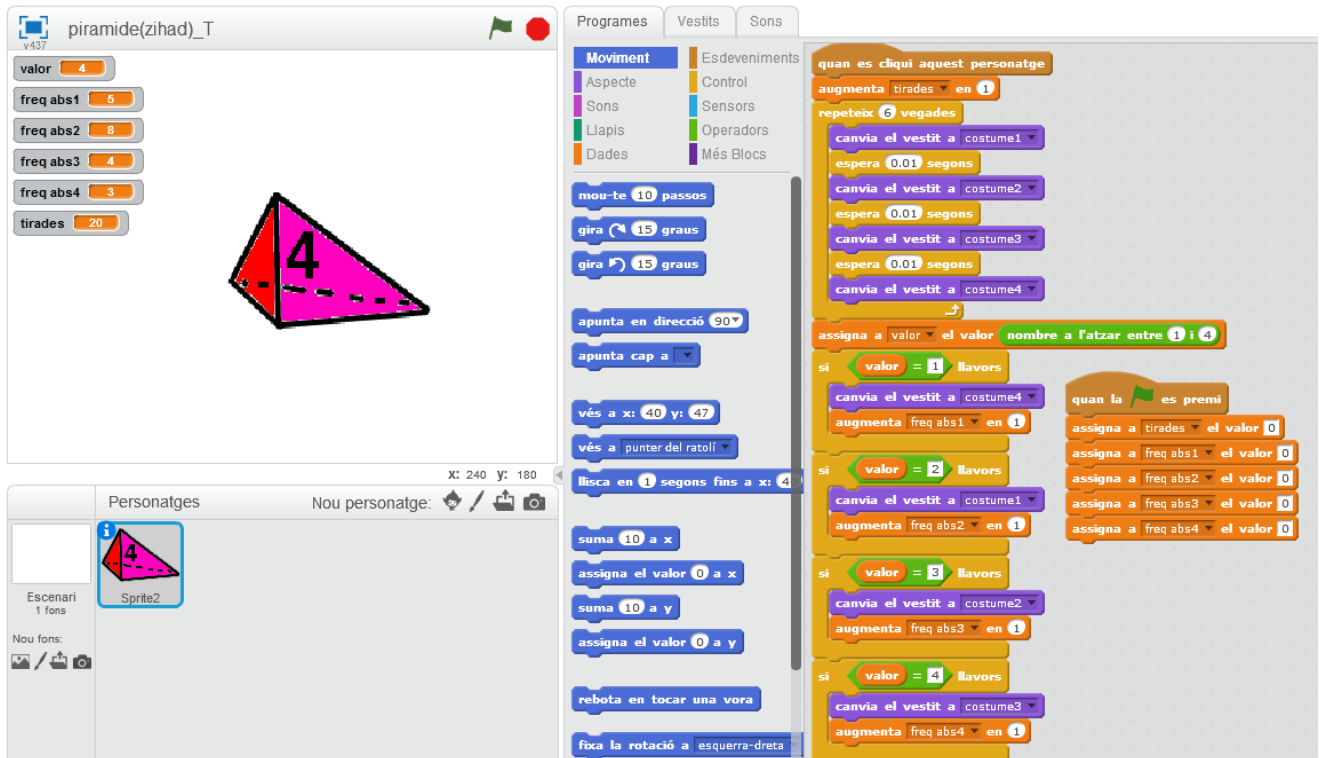 piramide(zihad)_T
v437
valor 4
freq abs1 5
freq abs2 8
freq abs3 4
freq abs4 3
tirades 20
4
x: 240 y: 180
Personatges
Nou personatge:
4
Sprite2
Escenari
1 fons
Nou fons:
Programes
Vestits
Sons
Moviment
Aspecte
Sons
Llapis
Dades
Esdeveniments
Control
Sensors
Operadors
Més Blocs
mou-te 10 passos
gira 15 graus
gira 15 graus
apunta en direcció 90
apunta cap a
vés a x: 40 y: 47
vés a punter del ratolí
llisca en 1 segons fins a x:
suma 10 a x
assigna el valor 0 a x
suma 10 a y
assigna el valor 0 a y
rebota en tocar una vora
fixa la rotació a esquerra-dreta
quan es cliqui aquest personatge
augmenta tirades en 1
repeteix 6 vegades
canvia el vestit a costume1
espera 0.01 segons
canvia el vestit a costume2
espera 0.01 segons
canvia el vestit a costume3
espera 0.01 segons
canvia el vestit a costume4
assigna a valor el valor nombre a l'atzar entre 1 i 4
si valor = 1 llavors
canvia el vestit a costume4
augmenta freq abs1 en 1
si valor = 2 llavors
canvia el vestit a costume1
augmenta freq abs2 en 1
si valor = 3 llavors
canvia el vestit a costume2
augmenta freq abs3 en 1
si valor = 4 llavors
canvia el vestit a costume3
augmenta freq abs4 en 1
quan la es premi
assigna a tirades el valor 0
assigna a freq abs1 el valor 0
assigna a freq abs2 el valor 0
assigna a freq abs3 el valor 0
assigna a freq abs4 el valor 0